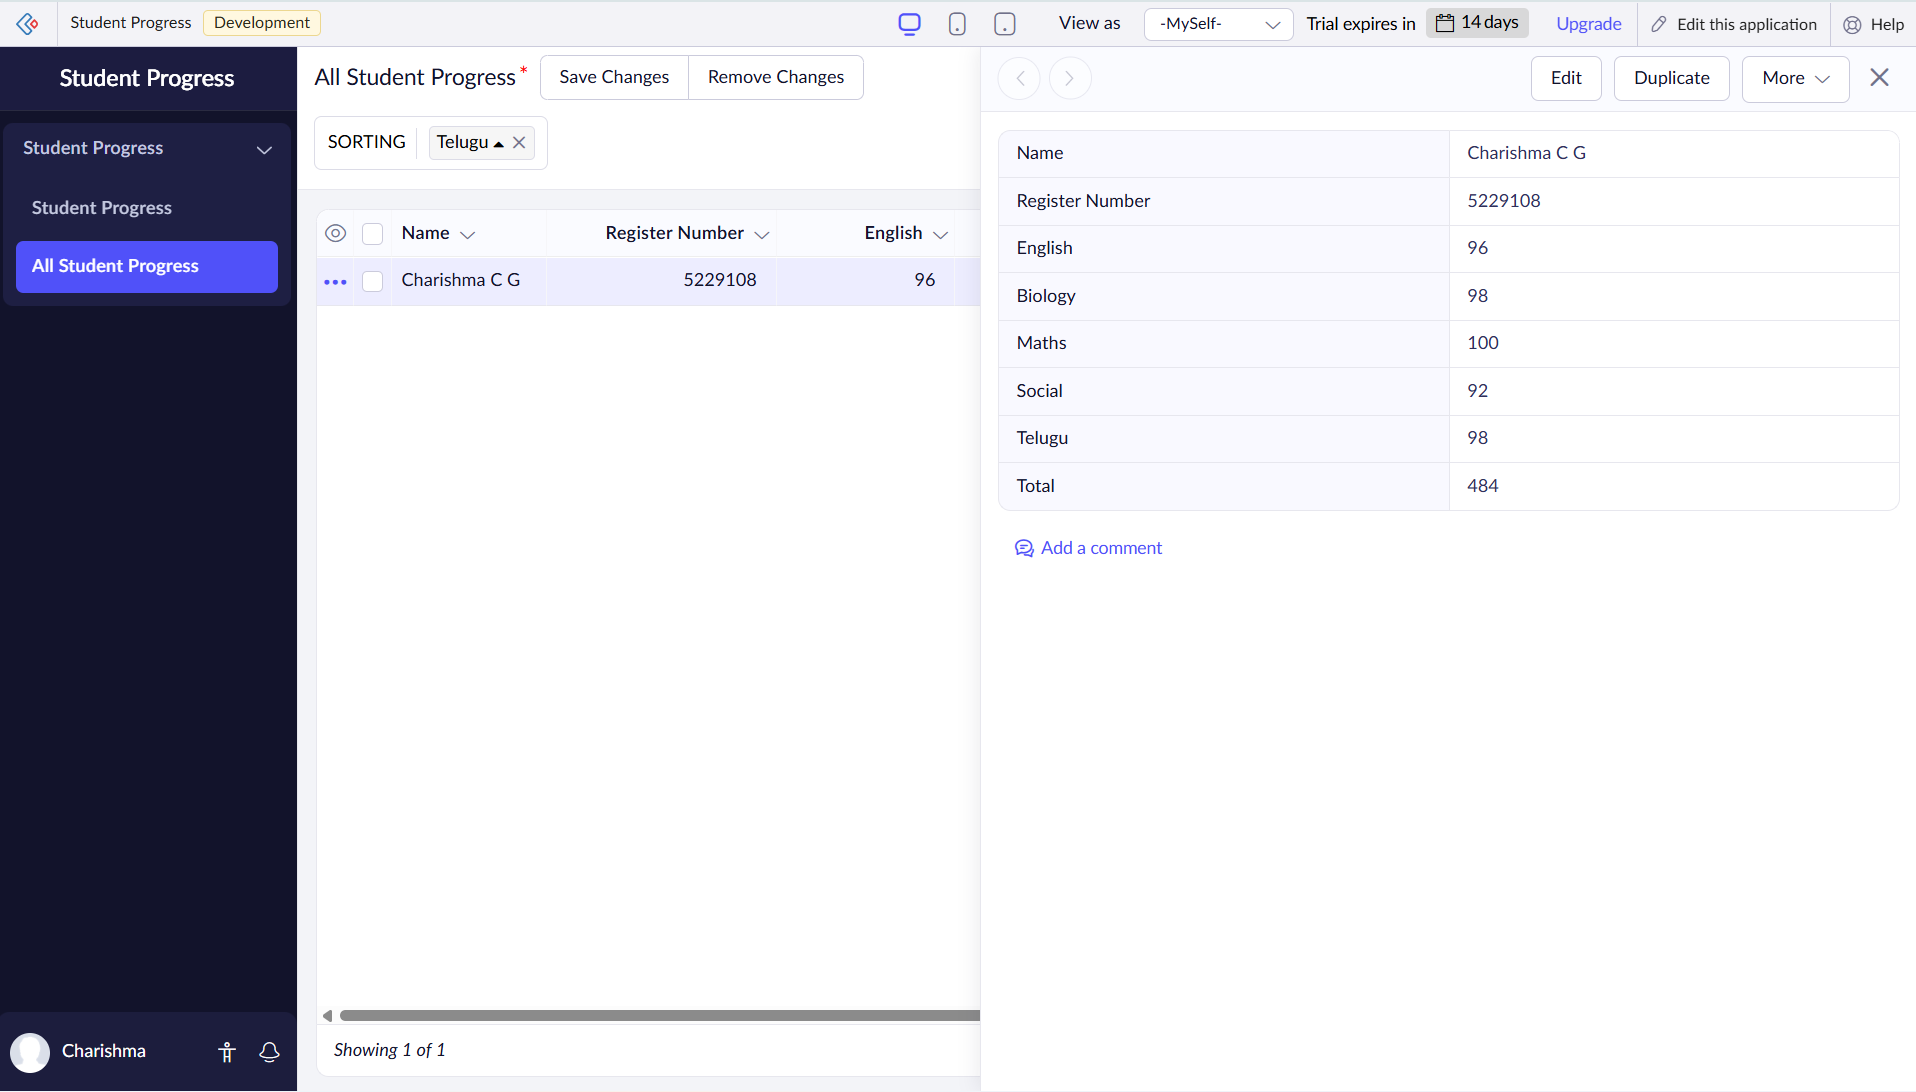 Student Progress Development View as -MySelf- Trial expires in 14 days Upgrade Edit this application Help
Student Progress
Student Progress
Student Progress
All Student Progress
Charishma
All Student Progress* Save Changes Remove Changes
SORTING Telugu
Name Register Number English
Charishma C G 5229108 96
Showing 1 of 1
Edit Duplicate More
Name Charishma C G
Register Number 5229108
English 96
Biology 98
Maths 100
Social 92
Telugu 98
Total 484
Add a comment